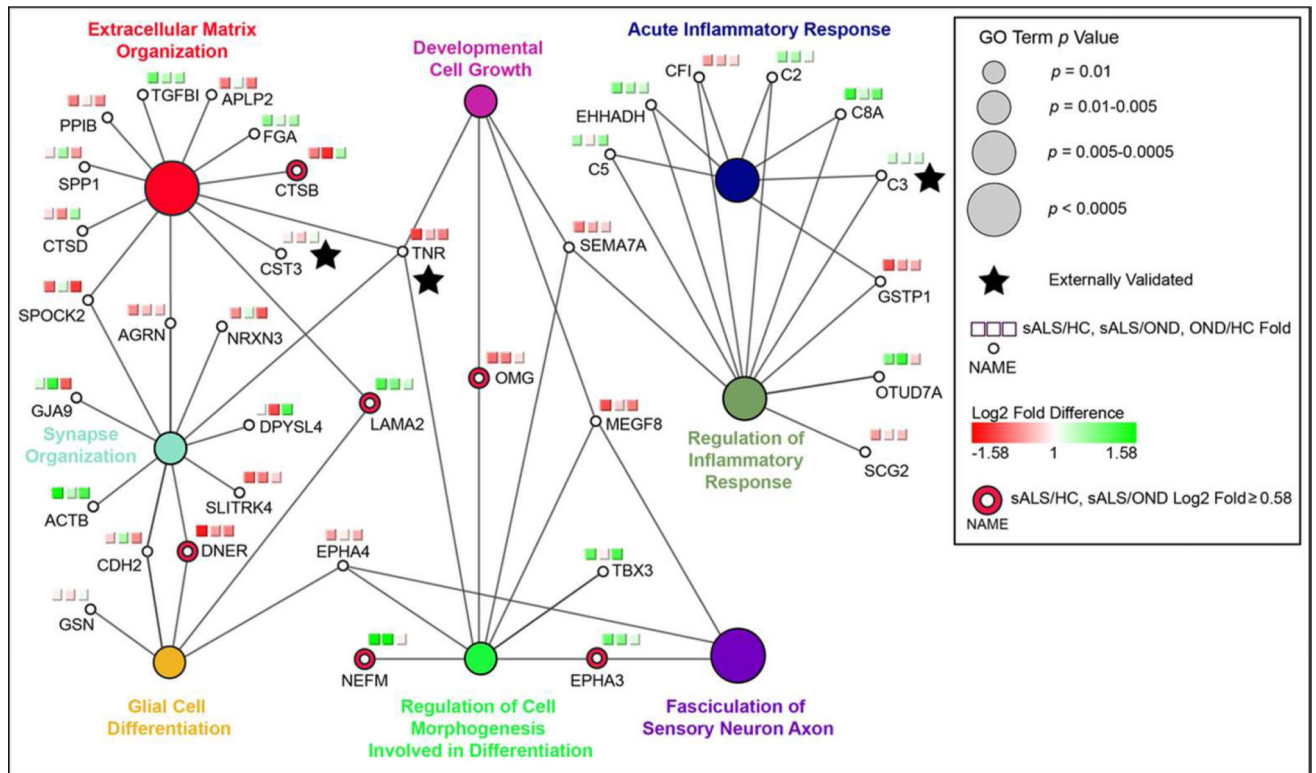 Extracellular Matrix
Organization
Developmental
Cell Growth
Acute Inflammatory Response
TGFBI
APLP2
PPIB
FGA
SPP1
CTSB
CTSD
CST3
TNR
SPOCK2
AGRN
NRXN3
GJA9
DPYSL4
LAMA2
Synapse
Organization
SLITRK4
ACTB
CDH2
DNER
EPHA4
GSN
Glial Cell
Differentiation
OMG
SEMA7A
MEGF8
TBX3
NEFM
EPHA3
Regulation of Cell
Morphogenesis
Involved in Differentiation
Fasciculation of
Sensory Neuron Axon
CFI
C2
EHHADH
C8A
C5
C3
GSTP1
OTUD7A
SCG2
Regulation of
Inflammatory
Response
GO Term p Value
p = 0.01
p = 0.01-0.005
p = 0.005-0.0005
p < 0.0005
Externally Validated
sALS/HC, sALS/OND, OND/HC Fold
NAME
Log2 Fold Difference
-1.58 1 1.58
sALS/HC, sALS/OND Log2 Fold ≥ 0.58
NAME